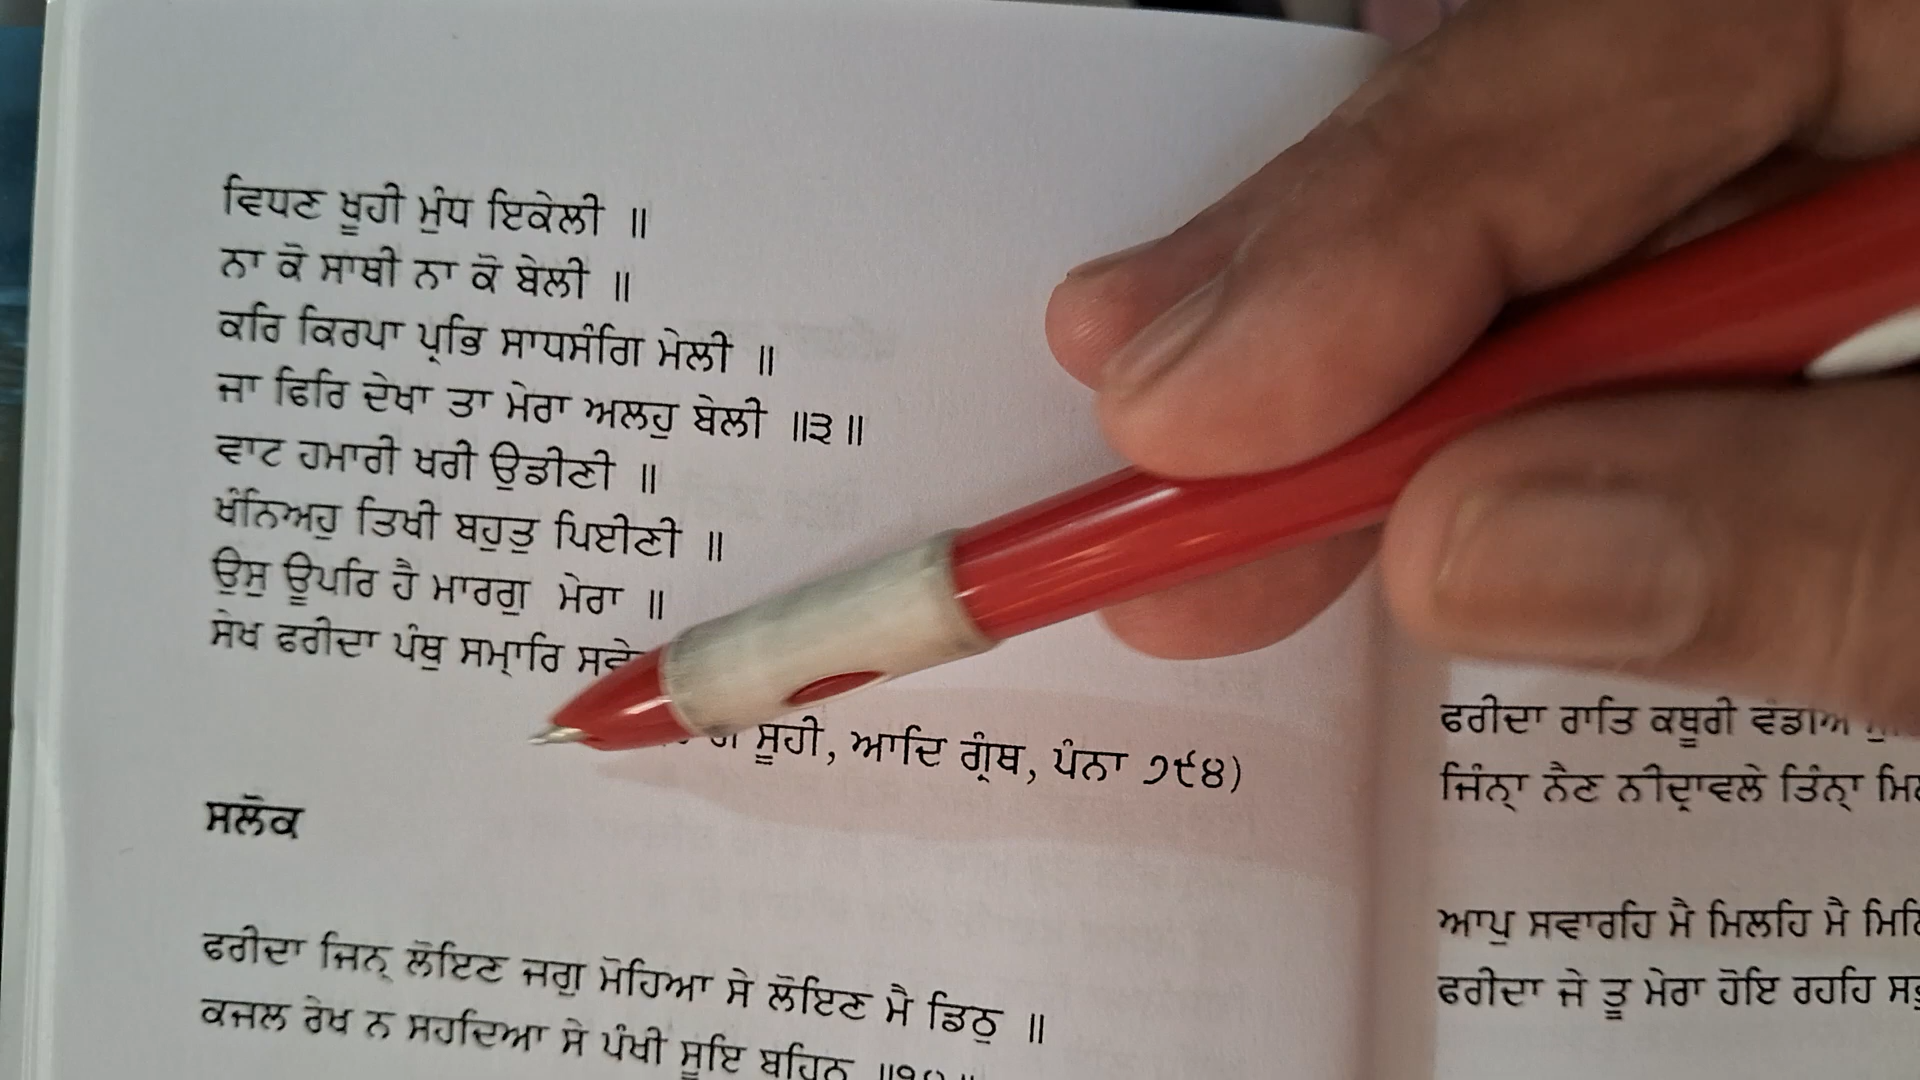 ਵਿਧਣ ਖੂਹੀ ਮੁੰਧ ਇਕੇਲੀ ॥
ਨਾ ਕੋ ਸਾਥੀ ਨਾ ਕੋ ਬੇਲੀ ॥
ਕਰਿ ਕਿਰਪਾ ਪ੍ਰਭਿ ਸਾਧਸੰਗਿ ਮੇਲੀ ॥
ਜਾ ਫਿਰਿ ਦੇਖਾ ਤਾ ਮੇਰਾ ਅਲਹੁ ਬੇਲੀ ॥੩॥
ਵਾਟ ਹਮਾਰੀ ਖਰੀ ਉਡੀਣੀ ॥
ਖੰਨਿਅਹੁ ਤਿਖੀ ਬਹੁਤੁ ਪਿਈਣੀ ॥
ਉਸੁ ਊਪਰਿ ਹੈ ਮਾਰਗੁ ਮੇਰਾ ॥
ਸੇਖ ਫਰੀਦਾ ਪੰਥੁ ਸਮ੍ਹਾਰਿ
ਸੂਹੀ, ਆਦਿ ਗ੍ਰੰਥ, ਪੰਨਾ ੭੯੪)
ਸਲੋਕ
ਫਰੀਦਾ ਜਿਨ੍ ਲੋਇਣ ਜਗੁ ਮੋਹਿਆ ਸੇ ਲੋਇਣ ਮੈ ਡਿਠੁ ॥
ਕਜਲ ਰੇਖ ਨ ਸਹਦਿਆ ਸੇ ਪੰਖੀ ਸੂਇ ਬਹਿਠੁ
ਫਰੀਦਾ ਰਾਤਿ ਕਥੂਰੀ ਵੰਡੀਐ
ਜਿੰਨ੍ਹਾ ਨੈਣ ਨੀਂਦ੍ਰਾਵਲੇ ਤਿੰਨ੍ਹਾ
ਆਪੁ ਸਵਾਰਹਿ ਮੈ ਮਿਲਹਿ ਮੈ
ਫਰੀਦਾ ਜੇ ਤੂ ਮੇਰਾ ਹੋਇ ਰਹਹਿ